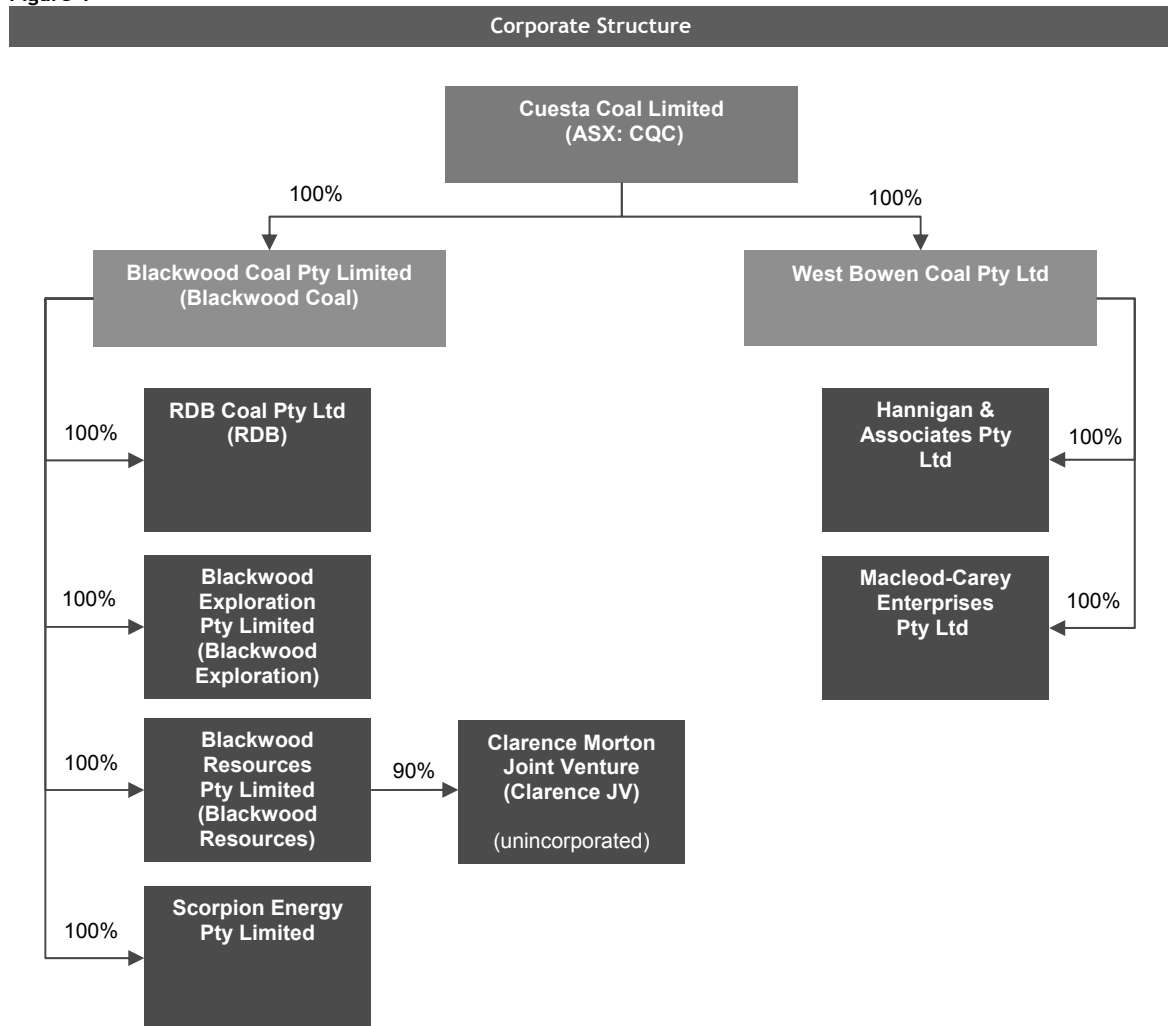 Corporate Structure
Cuesta Coal Limited
(ASX: CQC)
100%
100%
Blackwood Coal Pty Limited
(Blackwood Coal)
West Bowen Coal Pty Ltd
RDB Coal Pty Ltd
(RDB)
100%
Hannigan &
Associates Pty
Ltd
100%
Blackwood
Exploration
Pty Limited
(Blackwood
Exploration)
100%
Macleod-Carey
Enterprises
Pty Ltd
100%
Blackwood
Resources
Pty Limited
(Blackwood
Resources)
100%
90%
Clarence Morton
Joint Venture
(Clarence JV)
(unincorporated)
Scorpion Energy
Pty Limited
100%